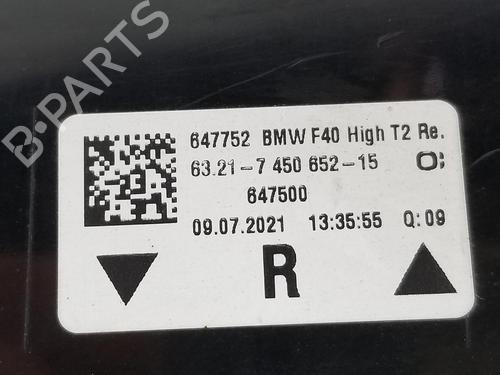 647752 BMW F40 High T2 Re.
63.21-7 450 652-15 O:
647500
09.07.2021 13:35:55 Q:09
R
B-PARTS